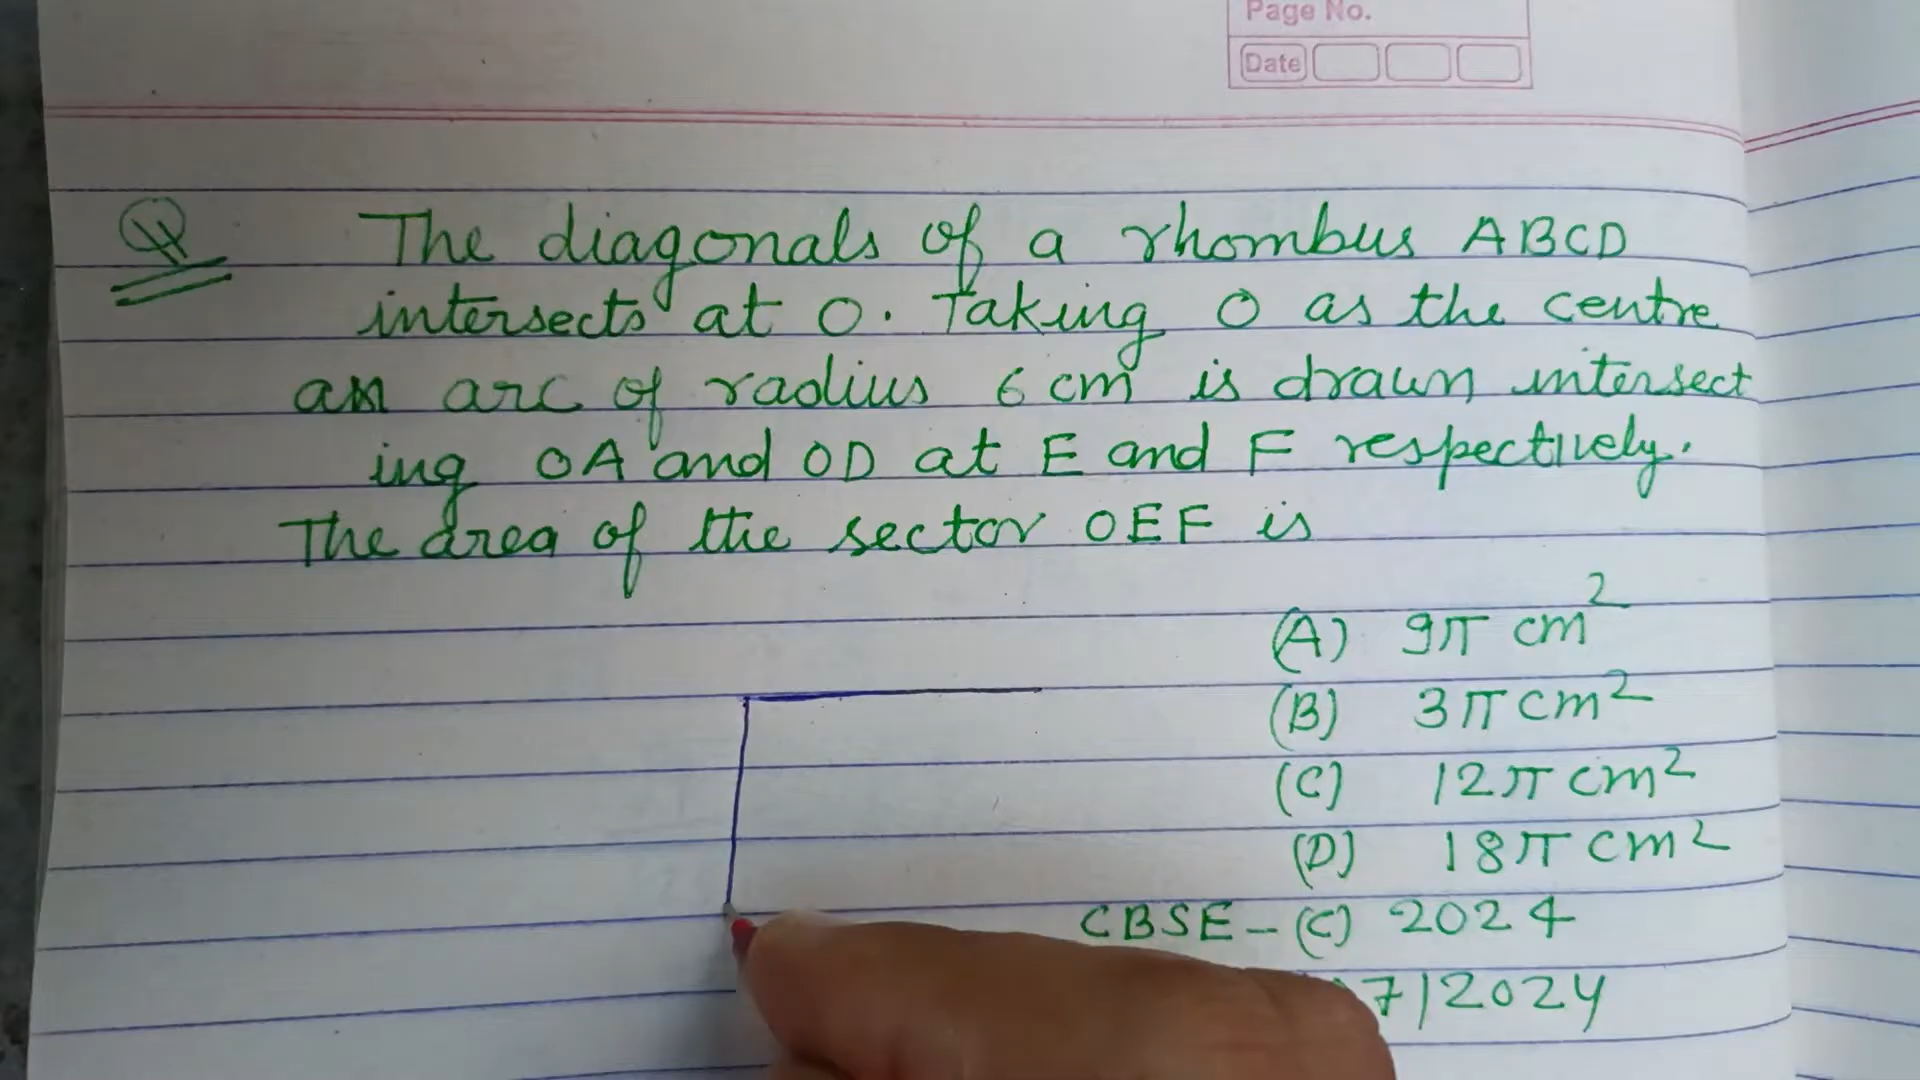 Page No.
Date
Q The diagonals of a rhombus ABCD
intersects at O. Taking O as the centre
an arc of radius 6 cm is drawn intersect
ing OA and OD at E and F respectively.
The area of the sector OEF is
(A) 9π cm²
(B) 3π cm²
(C) 12π cm²
(D) 18π cm²
CBSE - (C) 2024
7/2024